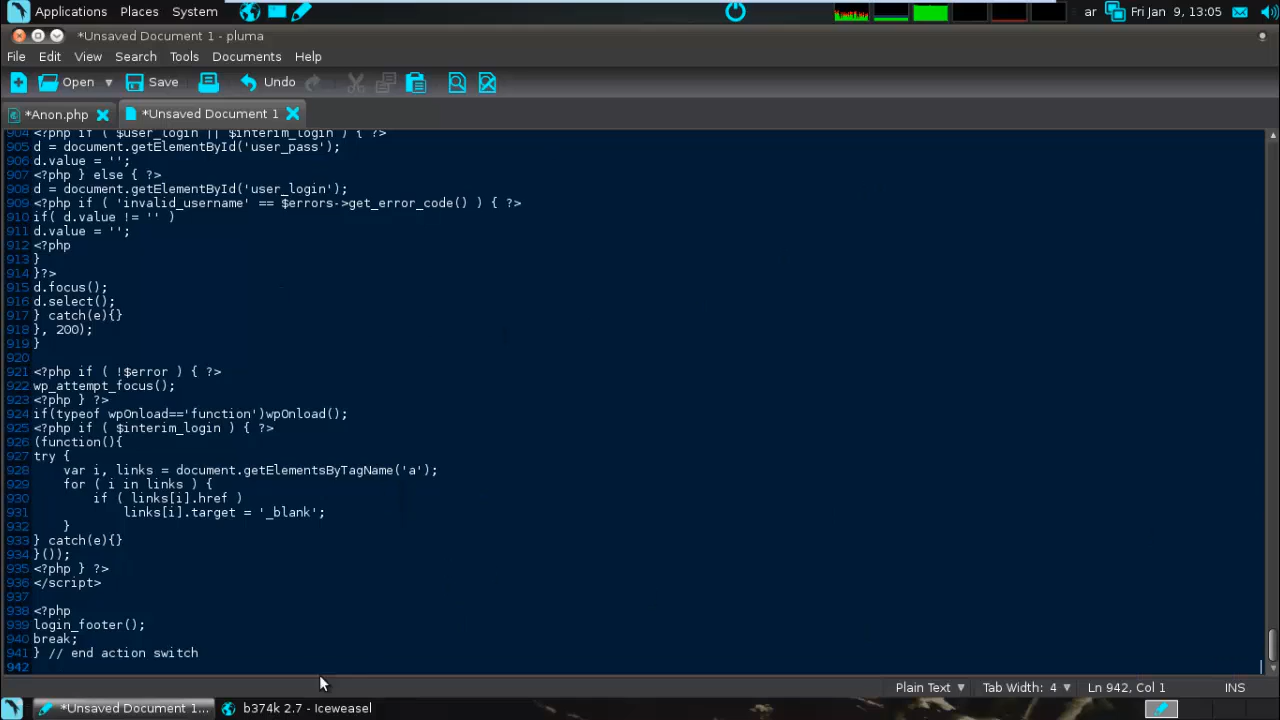 Applications Places System ar Fri Jan 9, 13:05
*Unsaved Document 1 - pluma
File Edit View Search Tools Documents Help
Open Save Undo
*Anon.php *Unsaved Document 1
904 <?php if ( $user_login || $interim_login ) { ?>
905 d = document.getElementById('user_pass');
906 d.value = '';
907 <?php } else { ?>
908 d = document.getElementById('user_login');
909 <?php if ( 'invalid_username' == $errors->get_error_code() ) { ?>
910 if( d.value != '' )
911 d.value = '';
912 <?php
913 }
914 }?>
915 d.focus();
916 d.select();
917 } catch(e){}
918 }, 200);
919 }
920
921 <?php if ( !$error ) { ?>
922 wp_attempt_focus();
923 <?php } ?>
924 if(typeof wpOnload=='function')wpOnload();
925 <?php if ( $interim_login ) { ?>
926 (function(){
927 try {
928     var i, links = document.getElementsByTagName('a');
929     for ( i in links ) {
930         if ( links[i].href )
931             links[i].target = '_blank';
932     }
933 } catch(e){}
934 }());
935 <?php } ?>
936 </script>
937
938 <?php
939 login_footer();
940 break;
941 } // end action switch
942
Plain Text Tab Width: 4 Ln 942, Col 1 INS
*Unsaved Document 1... b374k 2.7 - Iceweasel